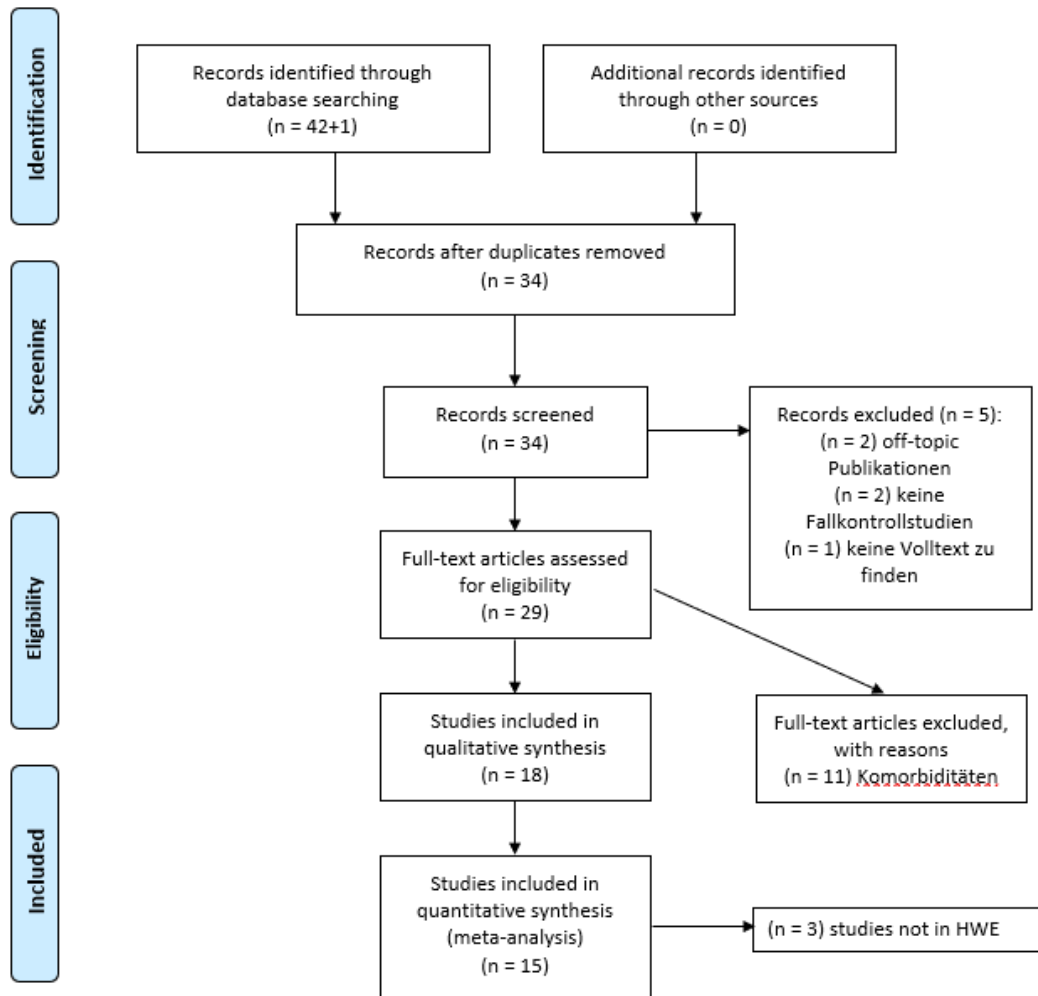 Identification
Records identified through
database searching
(n = 42+1)
Additional records identified
through other sources
(n = 0)
Records after duplicates removed
(n = 34)
Screening
Records screened
(n = 34)
Records excluded (n = 5):
(n = 2) off-topic
Publikationen
(n = 2) keine
Fallkontrollstudien
(n = 1) keine Volltext zu
finden
Eligibility
Full-text articles assessed
for eligibility
(n = 29)
Full-text articles excluded,
with reasons
(n = 11) Komorbiditäten
Studies included in
qualitative synthesis
(n = 18)
Included
Studies included in
quantitative synthesis
(meta-analysis)
(n = 15)
(n = 3) studies not in HWE